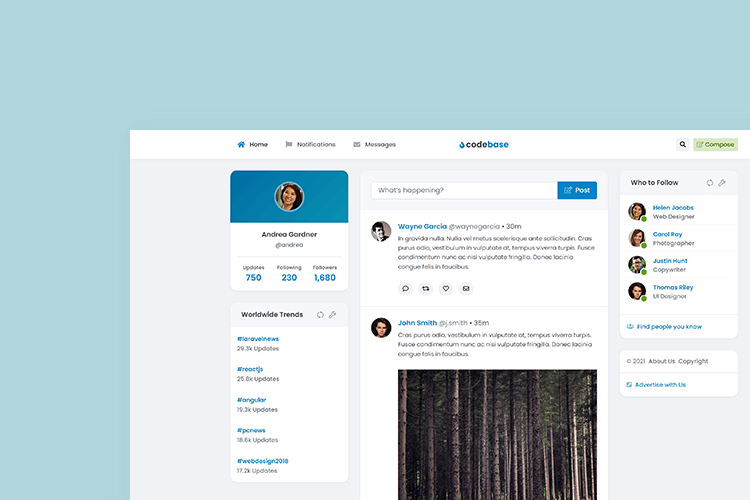 Home Notifications Messages codebase Compose
Andrea Gardner
@andrea
Updates Following Followers
750 230 1,680
Worldwide Trends
#laravelnews
29.3k Updates
#reactjs
25.8k Updates
#angular
19.3k Updates
#pcnews
18.6k Updates
#webdesign2018
17.2k Updates
What's happening? Post
Wayne Garcia @waynegarcia • 30m
In gravida nulla. Nulla vel metus scelerisque ante sollicitudin. Cras
purus odio, vestibulum in vulputate at, tempus viverra turpis. Fusce
condimentum nunc ac nisi vulputate fringilla. Donec lacinia
congue felis in faucibus.
John Smith @j.smith • 35m
Cras purus odio, vestibulum in vulputate at, tempus viverra turpis.
Fusce condimentum nunc ac nisi vulputate fringilla. Donec lacinia
congue felis in faucibus.
Who to Follow
Helen Jacobs
Web Designer
Carol Ray
Photographer
Justin Hunt
Copywriter
Thomas Riley
UI Designer
Find people you know
© 2021 About Us Copyright
Advertise with Us